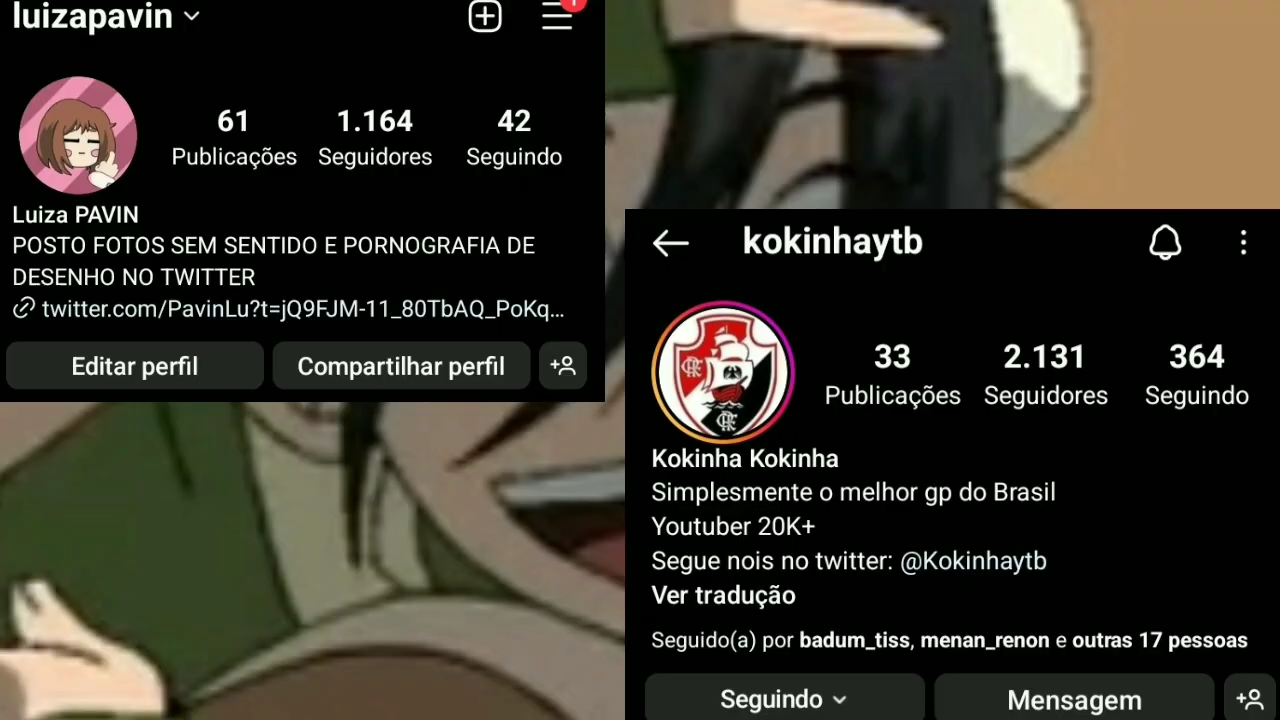 luizapavin
1
61
1.164
42
Publicações
Seguidores
Seguindo
Luiza PAVIN
POSTO FOTOS SEM SENTIDO E PORNOGRAFIA DE
DESENHO NO TWITTER
twitter.com/PavinLu?t=jQ9FJM-11_80TbAQ_PoKq...
Editar perfil
Compartilhar perfil
kokinhaytb
33
2.131
364
Publicações
Seguidores
Seguindo
Kokinha Kokinha
Simplesmente o melhor gp do Brasil
Youtuber 20K+
Segue nois no twitter: @Kokinhaytb
Ver tradução
Seguido(a) por badum_tiss, menan_renon e outras 17 pessoas
Seguindo
Mensagem